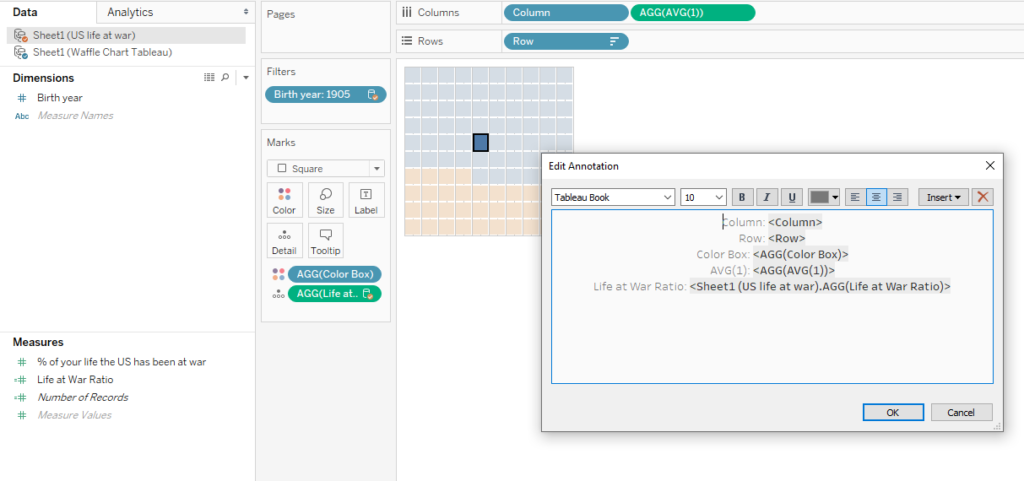 Data
Analytics
Sheet1 (US life at war)
Sheet1 (Waffle Chart Tableau)
Dimensions
# Birth year
Abc Measure Names
Measures
# % of your life the US has been at war
=# Life at War Ratio
=# Number of Records
# Measure Values
Pages
Filters
Birth year: 1905
Marks
Square
Color Size Label
Detail Tooltip
AGG(Color Box)
AGG(Life at..
Columns Column AGG(AVG(1))
Rows Row
Edit Annotation
Tableau Book 10 B I U Insert
Column: <Column>
Row: <Row>
Color Box: <AGG(Color Box)>
AVG(1): <AGG(AVG(1))>
Life at War Ratio: <Sheet1 (US life at war).AGG(Life at War Ratio)>
OK Cancel